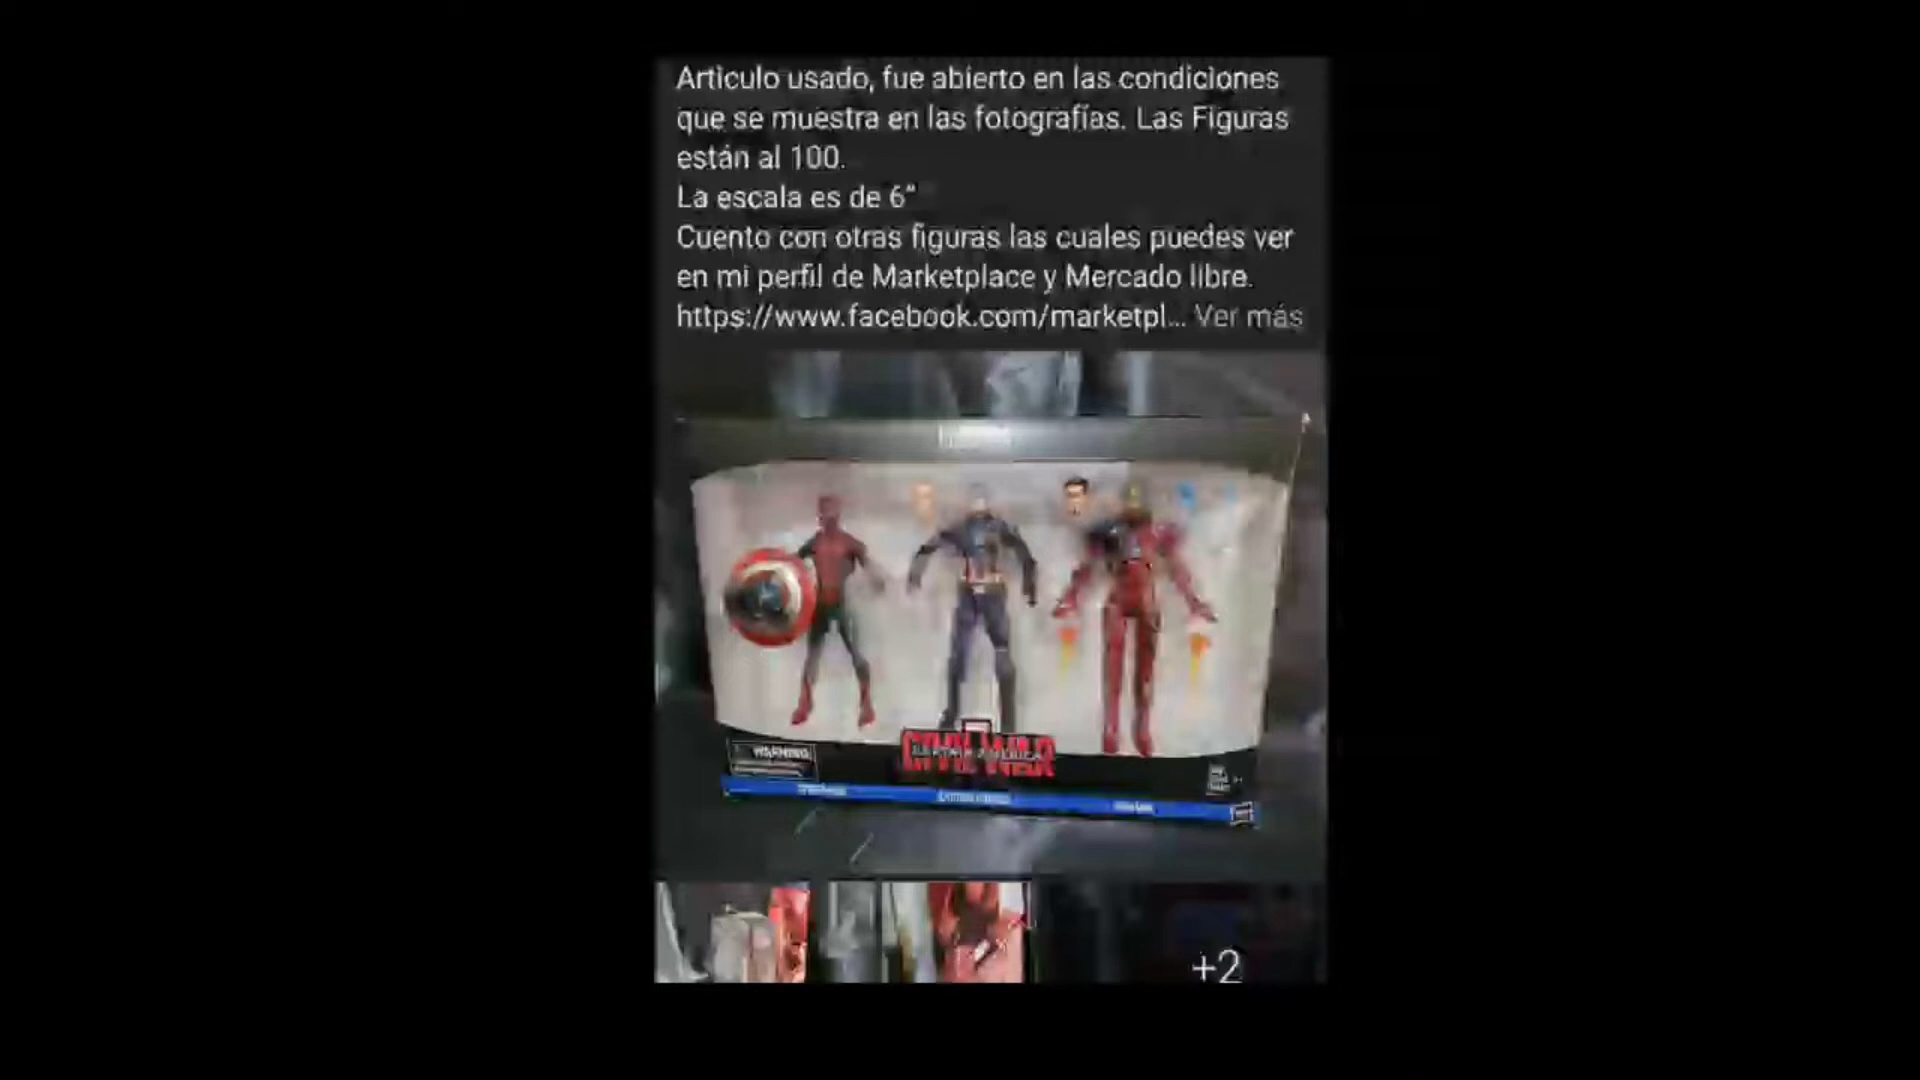 Articulo usado, fue abierto en las condiciones
que se muestra en las fotografías. Las Figuras
están al 100.
La escala es de 6"
Cuento con otras figuras las cuales puedes ver
en mi perfil de Marketplace y Mercado libre.
https://www.facebook.com/marketpl... Ver más
WARNING
CAPTAIN AMERICA
CIVIL WAR
+2